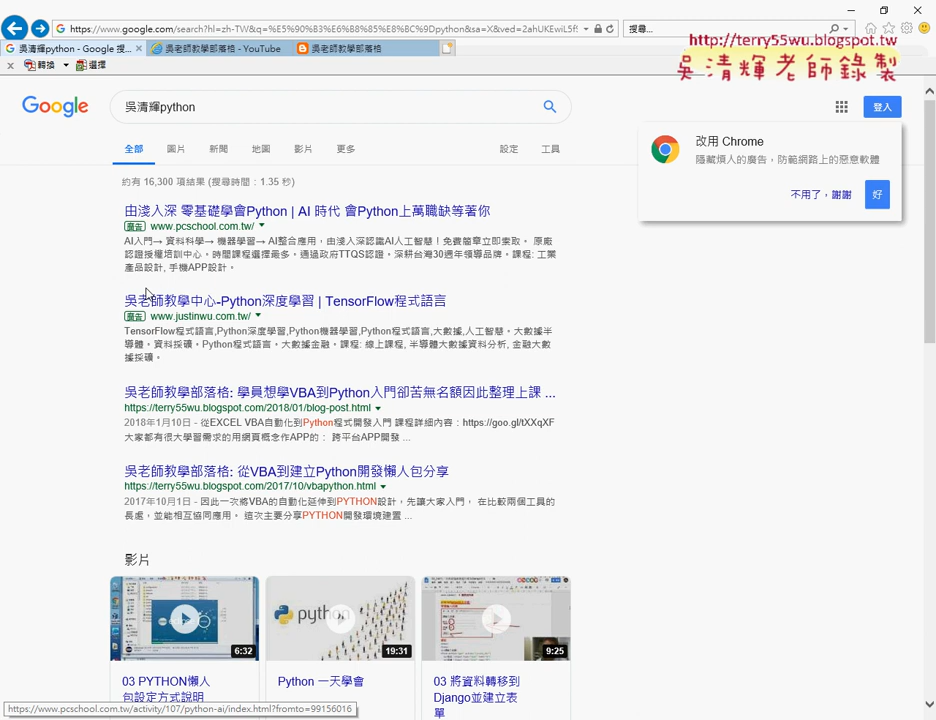 https://www.google.com/search?hl=zh-TW&q=%E5%90%B3%E6%B8%85%E8%BC%9Dpython&sa=X&ved=2ahUKEwiL5f5
搜尋...
吳清輝python - Google 搜...
吳老師教學部落格 - YouTube
吳老師教學部落格
http://terry55wu.blogspot.tw
吳清輝老師錄製
轉換
選擇
Google
吳清輝python
登入
全部
圖片
新聞
地圖
影片
更多
設定
工具
改用 Chrome
隱藏煩人的廣告，防範網路上的惡意軟體
不用了，謝謝
好
約有 16,300 項結果 (搜尋時間：1.35 秒)
由淺入深 零基礎學會Python | AI 時代 會Python上萬職缺等著你
廣告 www.pcschool.com.tw/
AI入門→ 資料科學→ 機器學習→ AI整合應用，由淺入深認識AI人工智慧！免費簡章立即索取。 原廠
認證授權培訓中心。時間課程選擇最多。通過政府TTQS認證。深耕台灣30週年領導品牌。課程: 工業
產品設計, 手機APP設計。
吳老師教學中心-Python深度學習 | TensorFlow程式語言
廣告 www.justinwu.com.tw/
TensorFlow程式語言,Python深度學習,Python機器學習,Python程式語言,大數據,人工智慧。大數據半
導體。資料採礦。Python程式語言。大數據金融。課程: 線上課程, 半導體大數據資料分析, 金融大數
據採礦。
吳老師教學部落格: 學員想學VBA到Python入門卻苦無名額因此整理上課 ...
https://terry55wu.blogspot.com/2018/01/blog-post.html
2018年1月10日 - 從EXCEL VBA自動化到Python程式開發入門 課程詳細內容：https://goo.gl/tXXqXF
大家都有很大學習需求的用網頁概念作APP的： 跨平台APP開發 ...
吳老師教學部落格: 從VBA到建立Python開發懶人包分享
https://terry55wu.blogspot.com/2017/10/vbapython.html
2017年10月1日 - 因此一次將VBA的自動化延伸到PYTHON設計，先讓大家入門， 在比較兩個工具的
長處，並能相互協同應用。 這次主要分享PYTHON開發環境建置 ...
影片
6:32
python
19:31
9:25
03 PYTHON懶人
包設定方式說明
Python 一天學會
03 將資料轉移到
Django並建立表
單
https://www.pcschool.com.tw/activity/107/python-ai/index.html?fromto=99156016